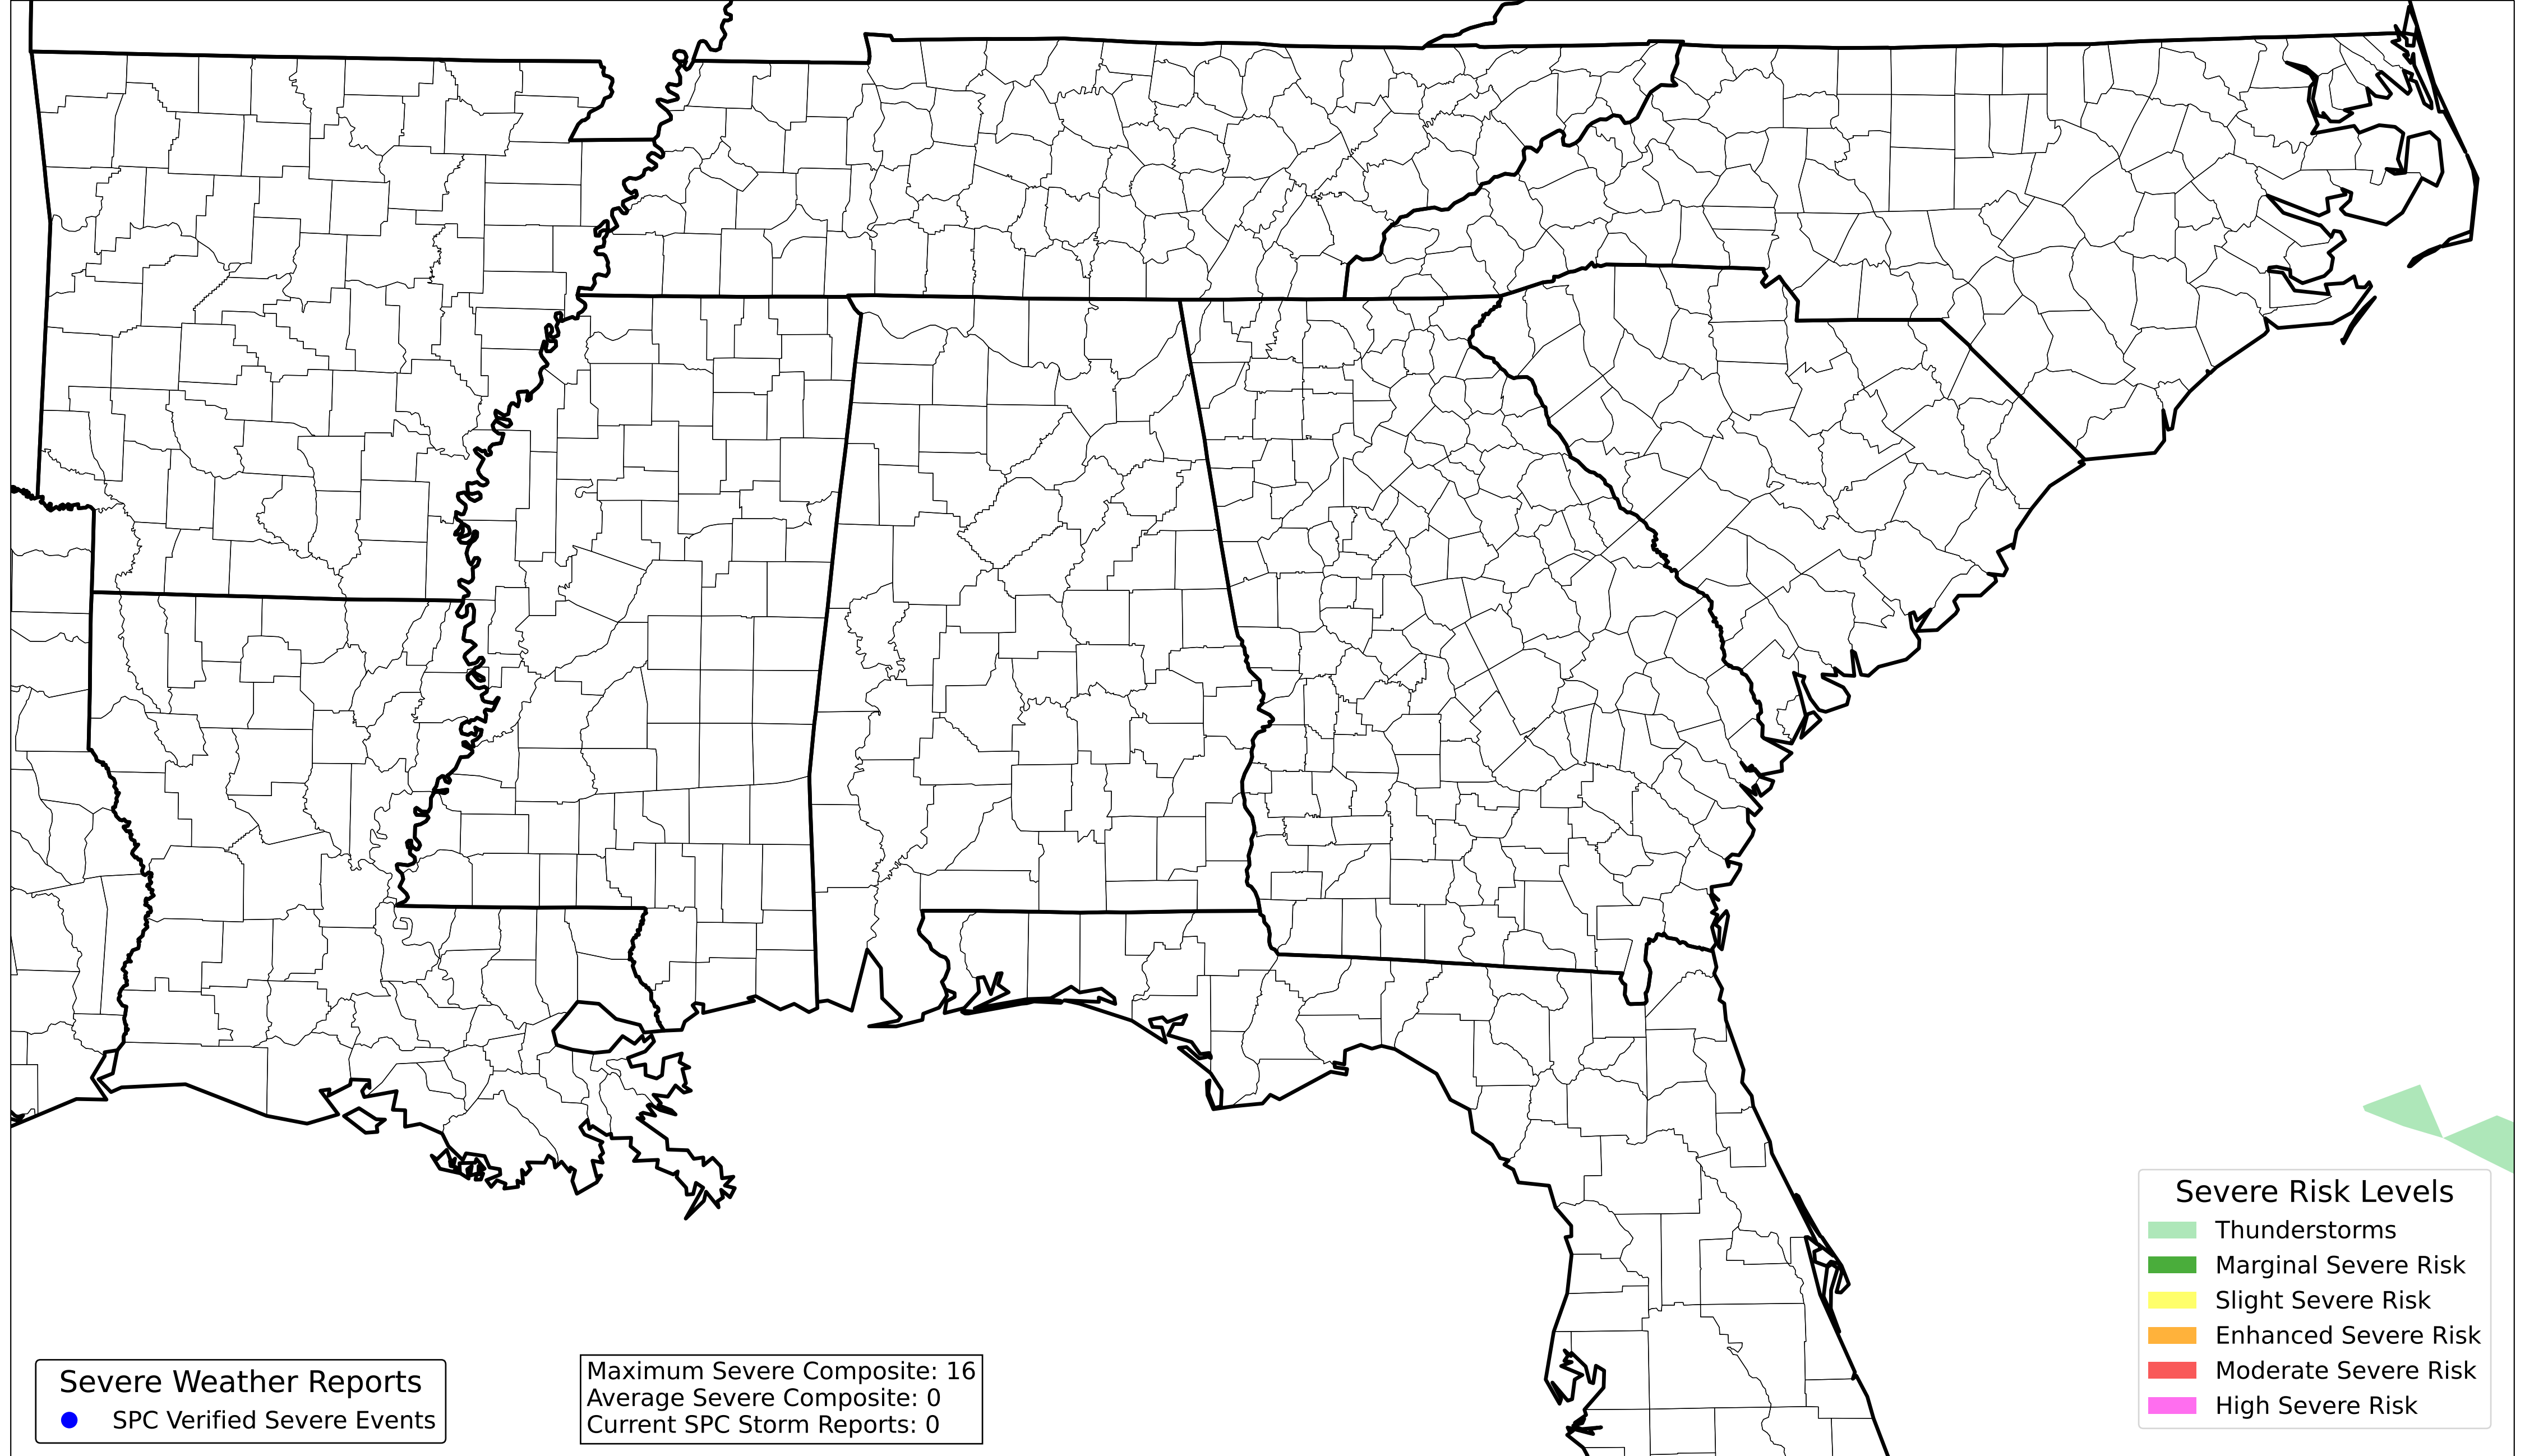 Severe Risk Levels
Thunderstorms
Marginal Severe Risk
Slight Severe Risk
Enhanced Severe Risk
Moderate Severe Risk
High Severe Risk
Severe Weather Reports
SPC Verified Severe Events
Maximum Severe Composite: 16
Average Severe Composite: 0
Current SPC Storm Reports: 0